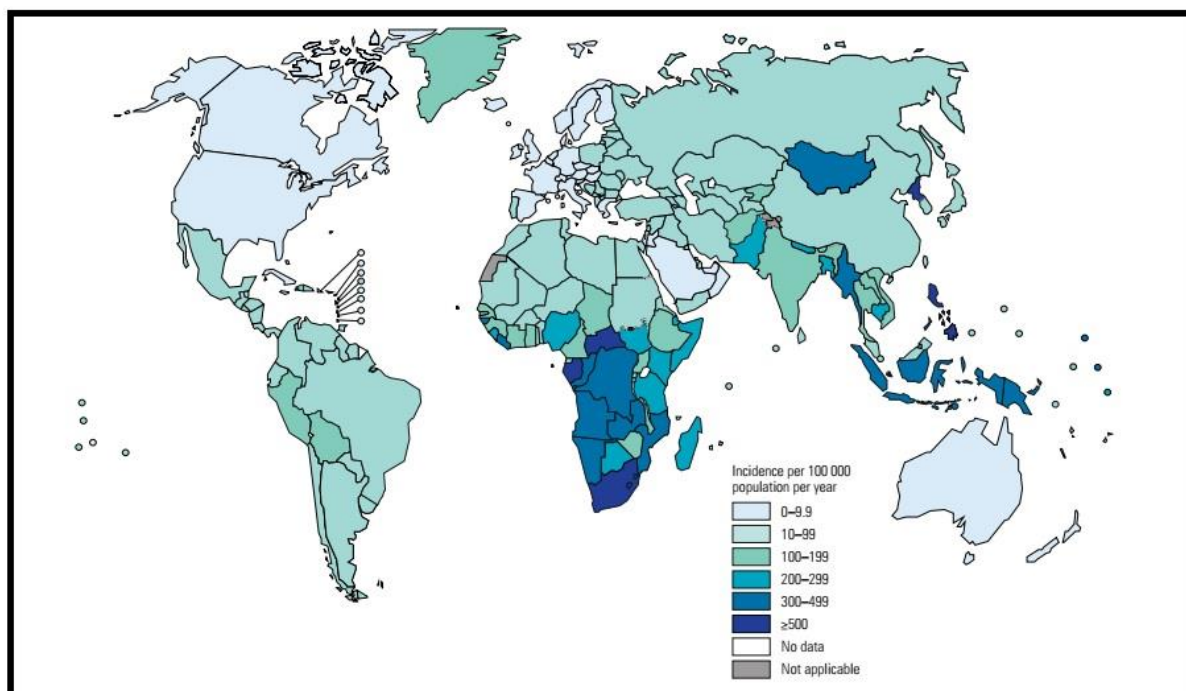 Incidence per 100 000
population per year
0–9.9
10–99
100–199
200–299
300–499
≥500
No data
Not applicable